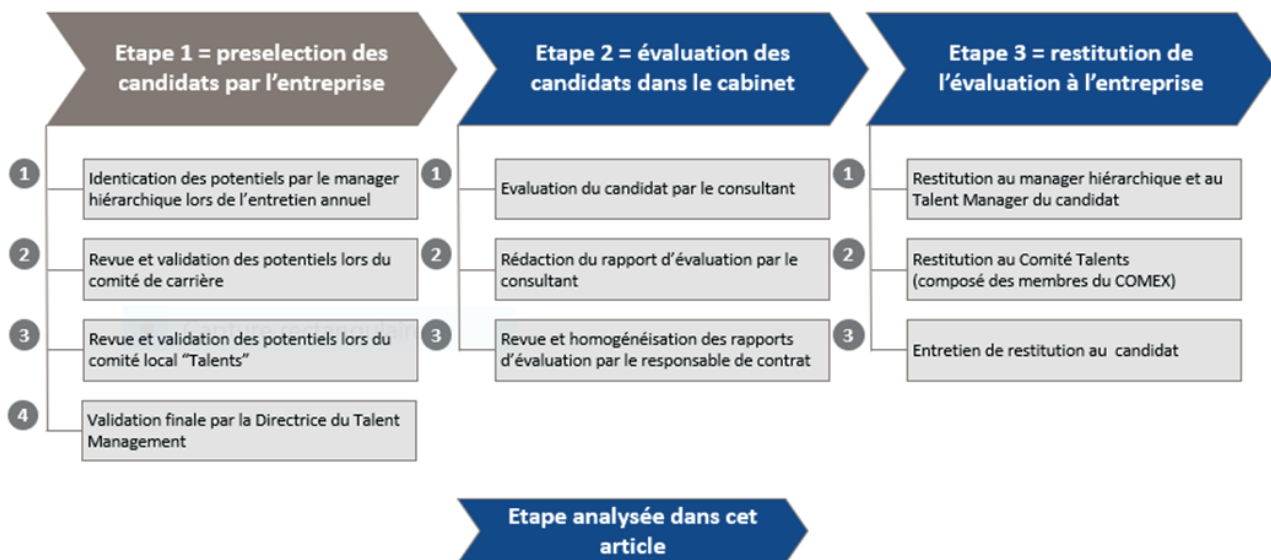 Etape 1 = preselection des
candidats par l'entreprise
1
Identication des potentiels par le manager
hiérarchique lors de l'entretien annuel
2
Revue et validation des potentiels lors du
comité de carrière
Capture rectangulaire
3
Revue et validation des potentiels lors du
comité local "Talents"
4
Validation finale par la Directrice du Talent
Management
Etape 2 = évaluation des
candidats dans le cabinet
1
Evaluation du candidat par le consultant
2
Rédaction du rapport d'évaluation par le
consultant
3
Revue et homogénéisation des rapports
d'évaluation par le responsable de contrat
Etape 3 = restitution de
l'évaluation à l'entreprise
1
Restitution au manager hiérarchique et au
Talent Manager du candidat
2
Restitution au Comité Talents
(composé des membres du COMEX)
3
Entretien de restitution au candidat
Etape analysée dans cet
article